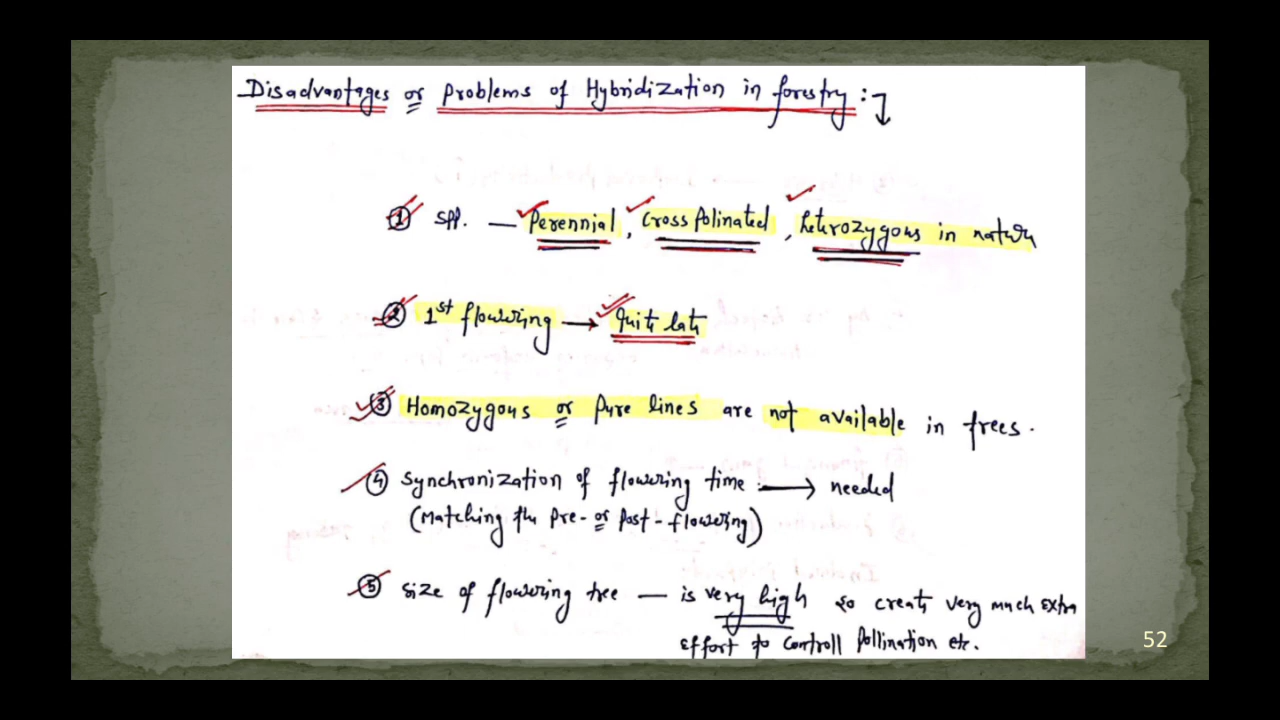 Disadvantages or Problems of Hybridization in forestry :
① spp. — Perennial, Cross Polinated, heterozygous in nature
② 1st flowering → quite late
③ Homozygous or Pure lines are not available in trees.
④ Synchronization of flowering time → needed
(Matching the Pre- or Post-flowering)
⑤ Size of flowering tree — is very high so create very much extra
effort to controll Pollination etc.
52